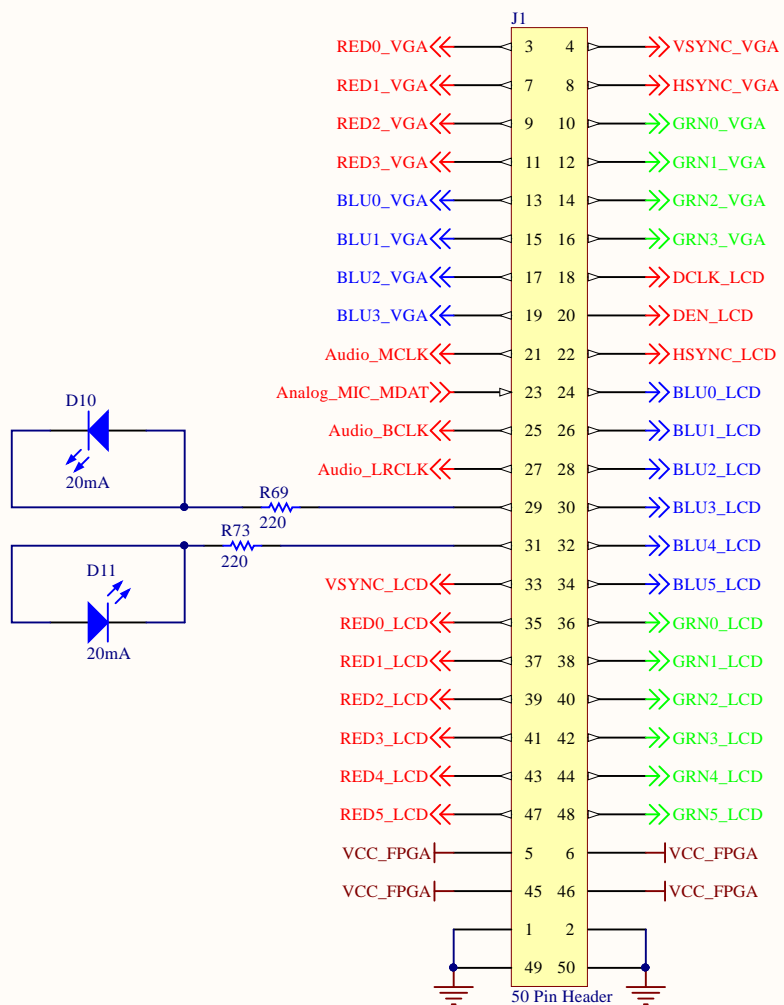 J1
RED0_VGA 3 4 VSYNC_VGA
RED1_VGA 7 8 HSYNC_VGA
RED2_VGA 9 10 GRN0_VGA
RED3_VGA 11 12 GRN1_VGA
BLU0_VGA 13 14 GRN2_VGA
BLU1_VGA 15 16 GRN3_VGA
BLU2_VGA 17 18 DCLK_LCD
BLU3_VGA 19 20 DEN_LCD
Audio_MCLK 21 22 HSYNC_LCD
Analog_MIC_MDAT 23 24 BLU0_LCD
D10
Audio_BCLK 25 26 BLU1_LCD
Audio_LRCLK 27 28 BLU2_LCD
20mA
R69
29 30 BLU3_LCD
220
R73
31 32 BLU4_LCD
220
D11
VSYNC_LCD 33 34 BLU5_LCD
RED0_LCD 35 36 GRN0_LCD
20mA
RED1_LCD 37 38 GRN1_LCD
RED2_LCD 39 40 GRN2_LCD
RED3_LCD 41 42 GRN3_LCD
RED4_LCD 43 44 GRN4_LCD
RED5_LCD 47 48 GRN5_LCD
VCC_FPGA 5 6 VCC_FPGA
VCC_FPGA 45 46 VCC_FPGA
1 2
49 50
50 Pin Header